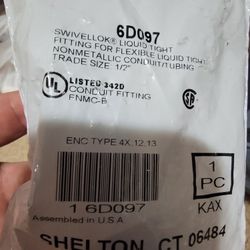 6D097
SWIVELLOK® LIQUID TIGHT
FITTING FOR FLEXIBLE LIQUID TIGHT
NONMETALLIC CONDUIT/TUBING
TRADE SIZE 1/2"
UL LISTED 342D
CONDUIT FITTING
FNMC-B
ENC TYPE 4X,12,13
1 PC
KAX
1 6D097
Assembled in U.S.A
SHELTON, CT 06484